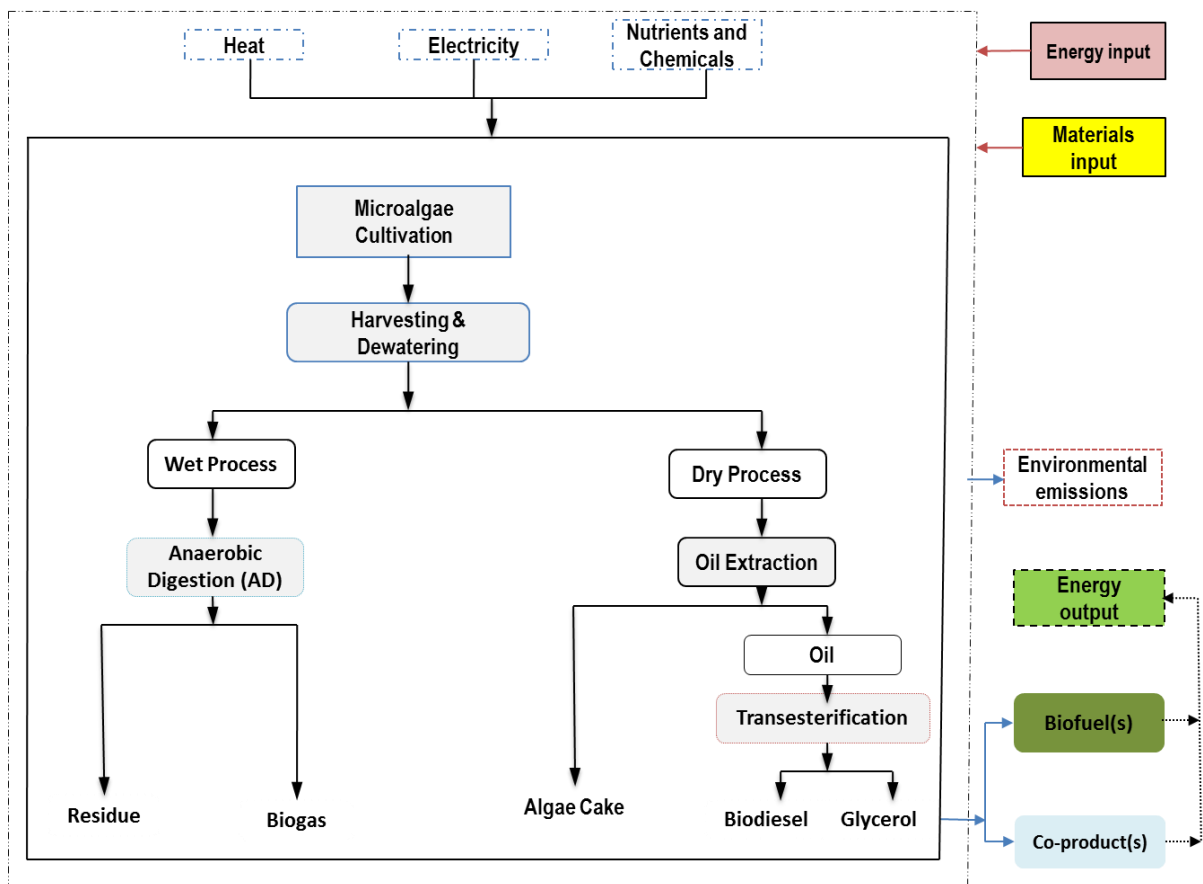 Heat
Electricity
Nutrients and
Chemicals
Energy input
Materials
input
Microalgae
Cultivation
Harvesting &
Dewatering
Wet Process
Dry Process
Environmental
emissions
Anaerobic
Digestion (AD)
Oil Extraction
Energy
output
Oil
Transesterification
Biofuel(s)
Residue
Biogas
Algae Cake
Biodiesel
Glycerol
Co-product(s)